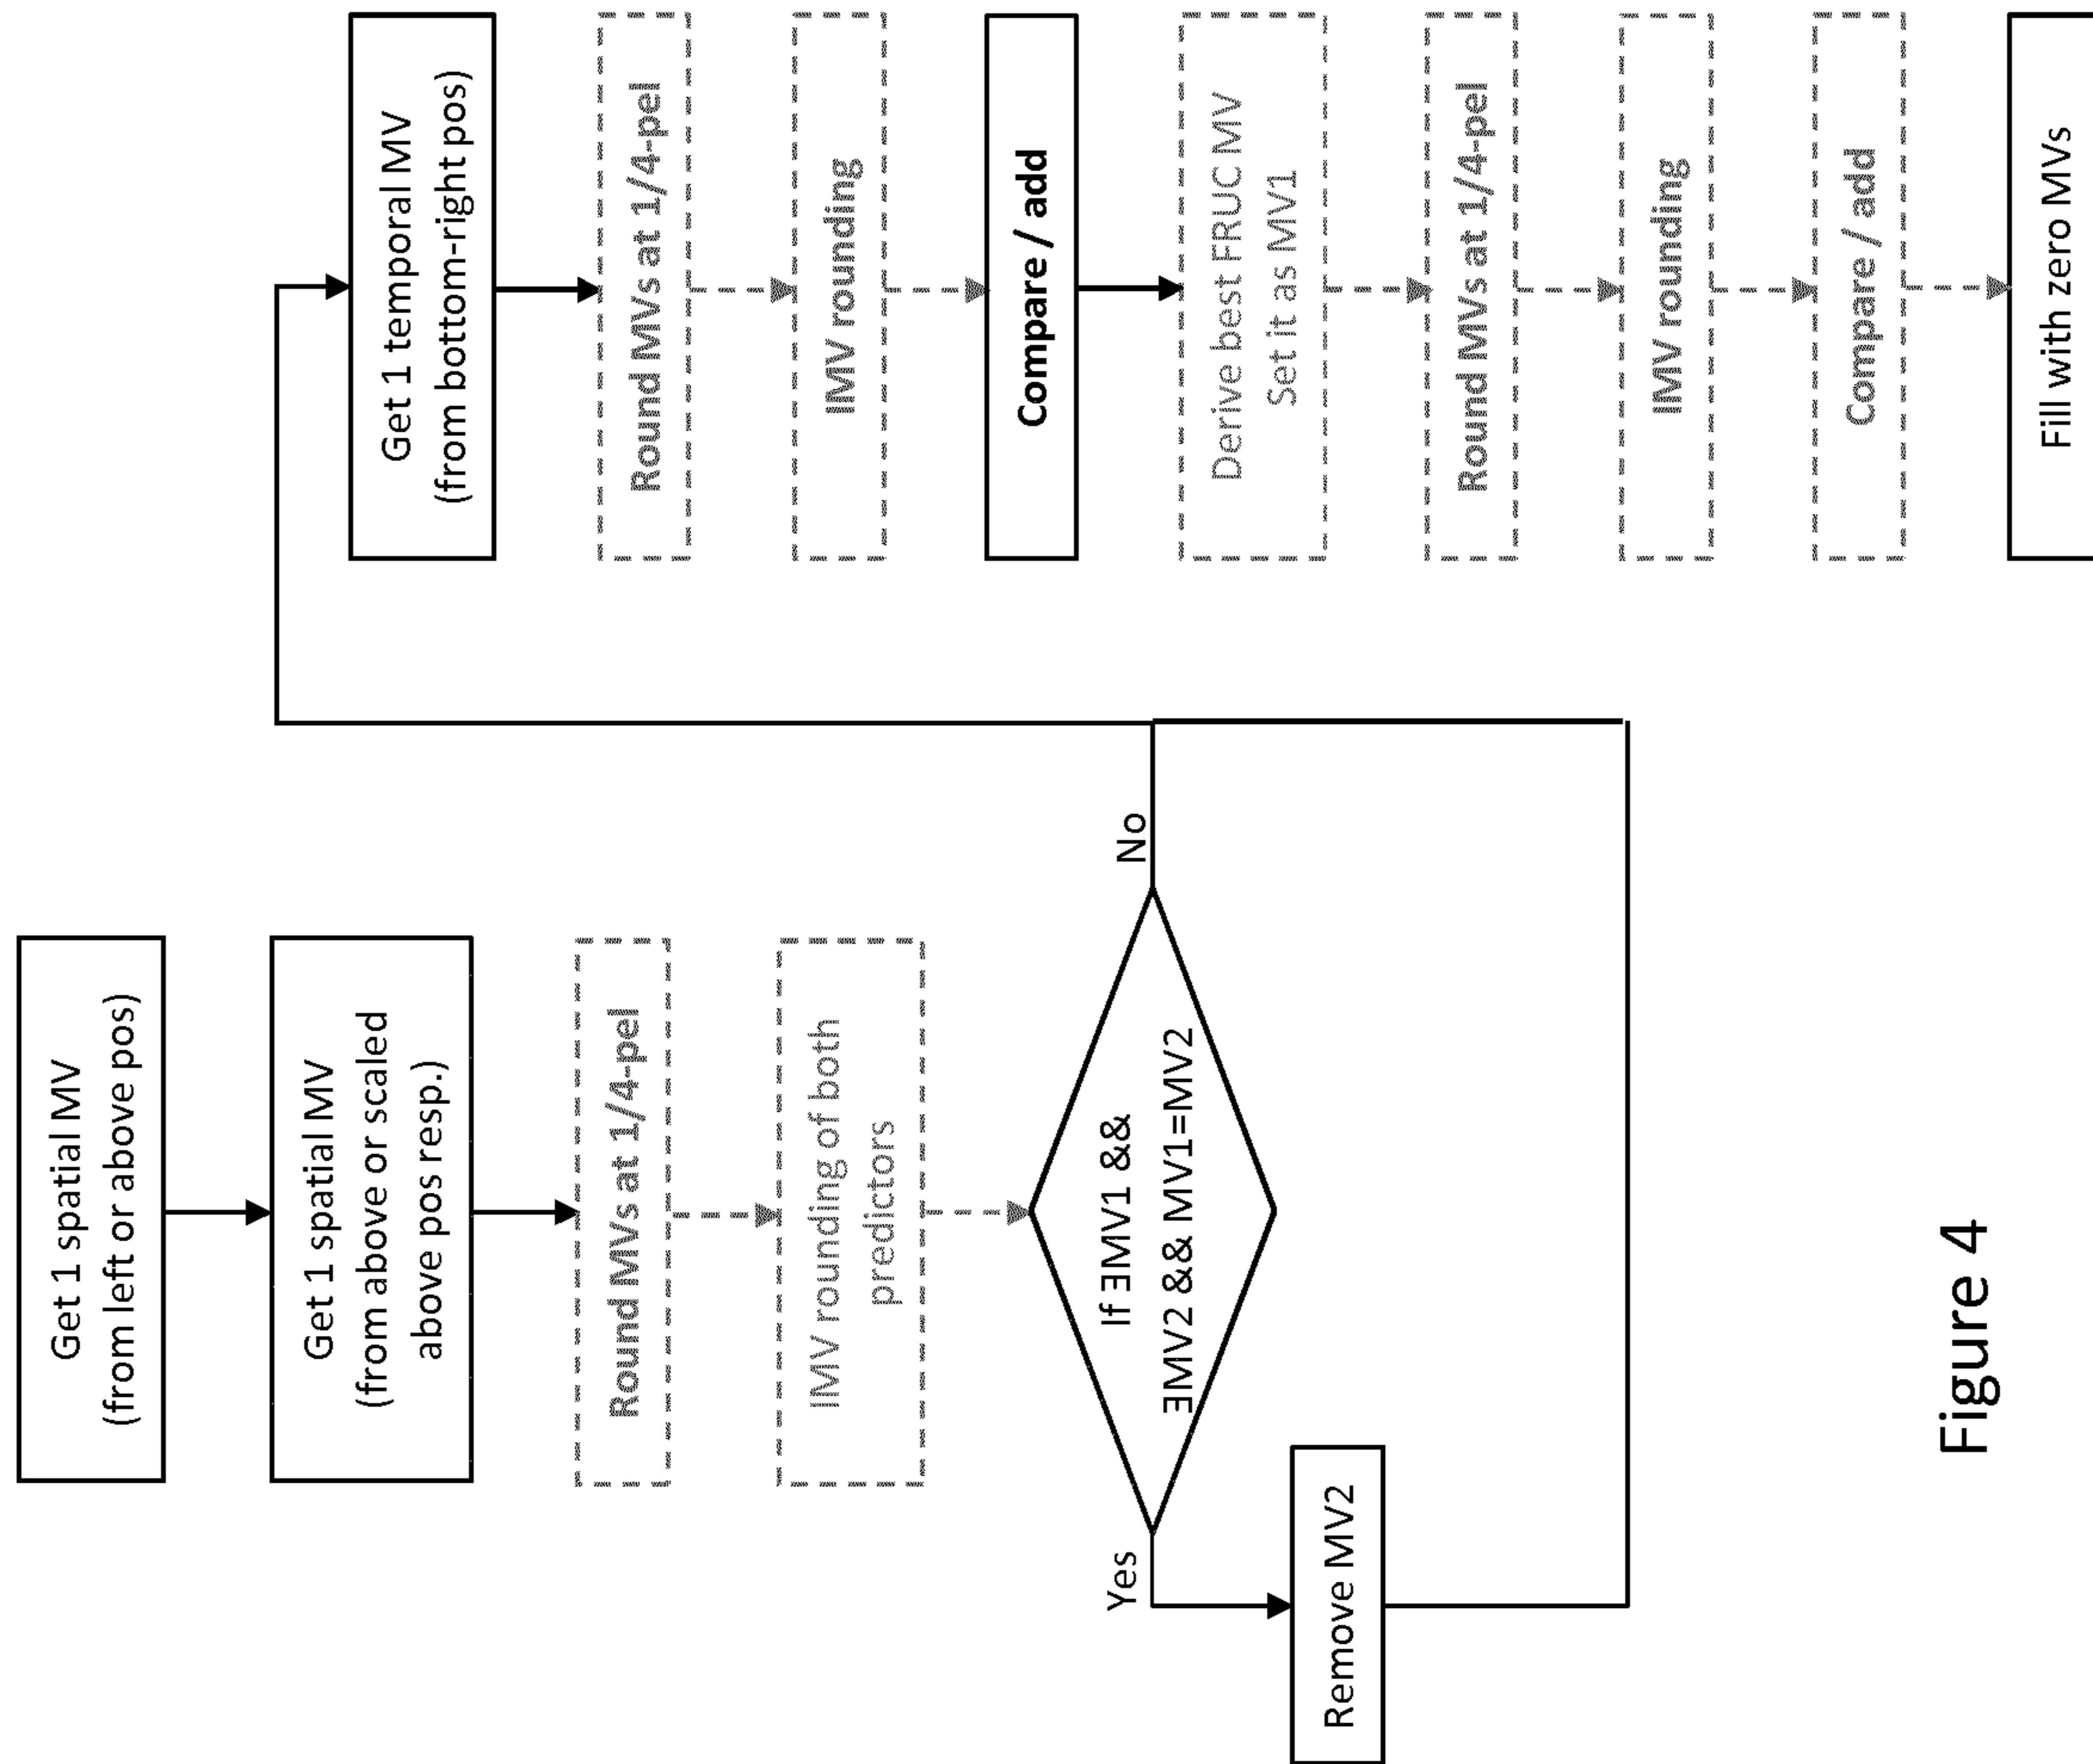 Get 1 spatial MV
(from left or above pos)
Get 1 spatial MV
(from above or scaled
above pos resp.)
Round MVs at 1/4-pel
IMV rounding of both
predictors
If ∃MV1 &&
∃MV2 && MV1=MV2
Yes
No
Remove MV2
Get 1 temporal MV
(from bottom-right pos)
Round MVs at 1/4-pel
IMV rounding
Compare / add
Derive best FRUC MV
Set it as MV1
Round MVs at 1/4-pel
IMV rounding
Compare / add
Fill with zero MVs
Figure 4